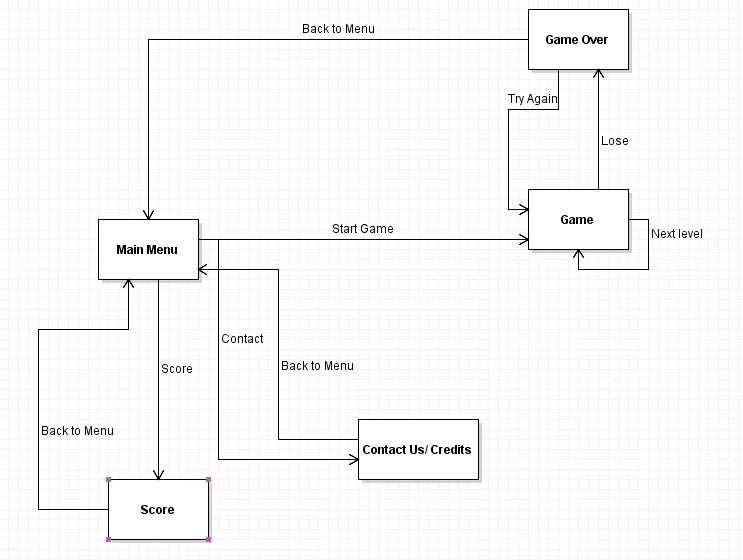 Back to Menu
Game Over
Try Again
Lose
Game
Next level
Start Game
Main Menu
Contact
Score
Back to Menu
Back to Menu
Contact Us/ Credits
Score